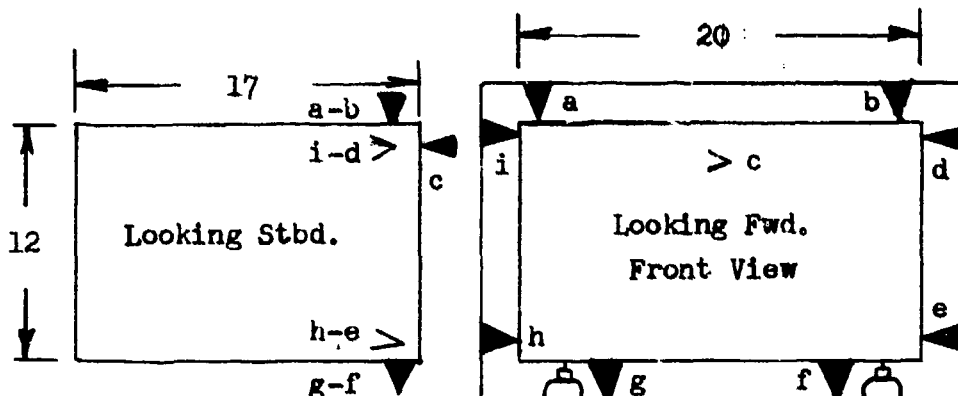 17
20
a-b
i-d >
c
12
Looking Stbd.
h-e >
g-f
a
b
i
> c
d
Looking Fwd.
Front View
h
e
g
f